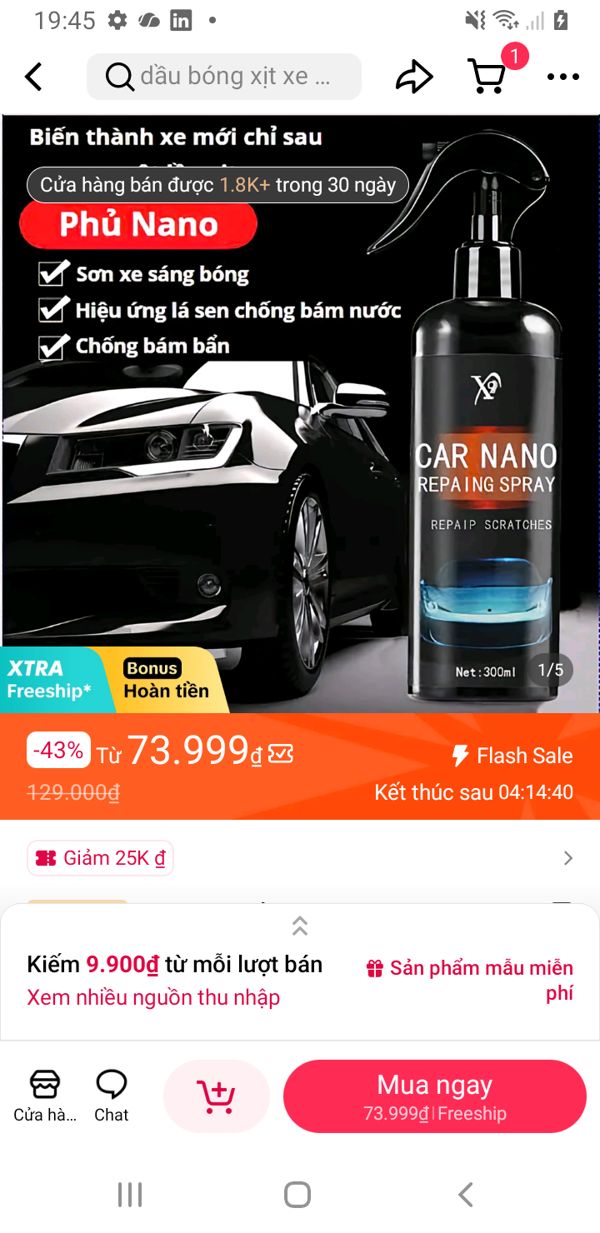 19:45
dầu bóng xịt xe ...
1
Biến thành xe mới chỉ sau
Cửa hàng bán được 1.8K+ trong 30 ngày
Phủ Nano
Sơn xe sáng bóng
Hiệu ứng lá sen chống bám nước
Chống bám bẩn
X9
CAR NANO
REPAING SPRAY
REPAIP SCRATCHES
Net:300ml
1/5
XTRA
Freeship*
Bonus
Hoàn tiền
-43% Từ 73.999₫
Flash Sale
129.000₫
Kết thúc sau 04:14:40
Giảm 25K ₫
Kiếm 9.900₫ từ mỗi lượt bán
Xem nhiều nguồn thu nhập
Sản phẩm mẫu miễn
phí
Cửa hà...
Chat
Mua ngay
73.999₫|Freeship